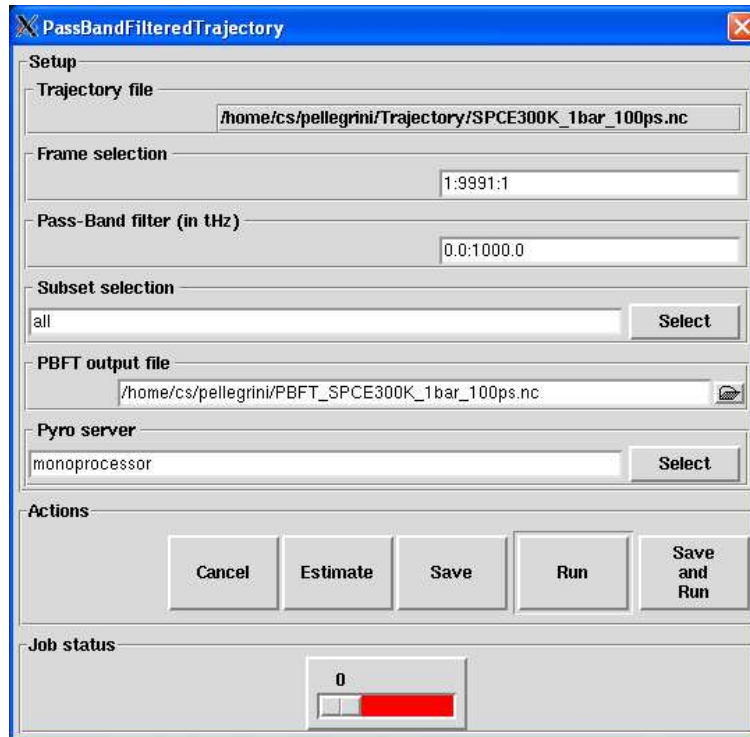 PassBandFilteredTrajectory
Setup
Trajectory file
/home/cs/pellegrini/Trajectory/SPCE300K_1bar_100ps.nc
Frame selection
1:9991:1
Pass-Band filter (in tHz)
0.0:1000.0
Subset selection
all
Select
PBFT output file
/home/cs/pellegrini/PBFT_SPCE300K_1bar_100ps.nc
Pyro server
monoprocessor
Select
Actions
Cancel
Estimate
Save
Run
Save
and
Run
Job status
0